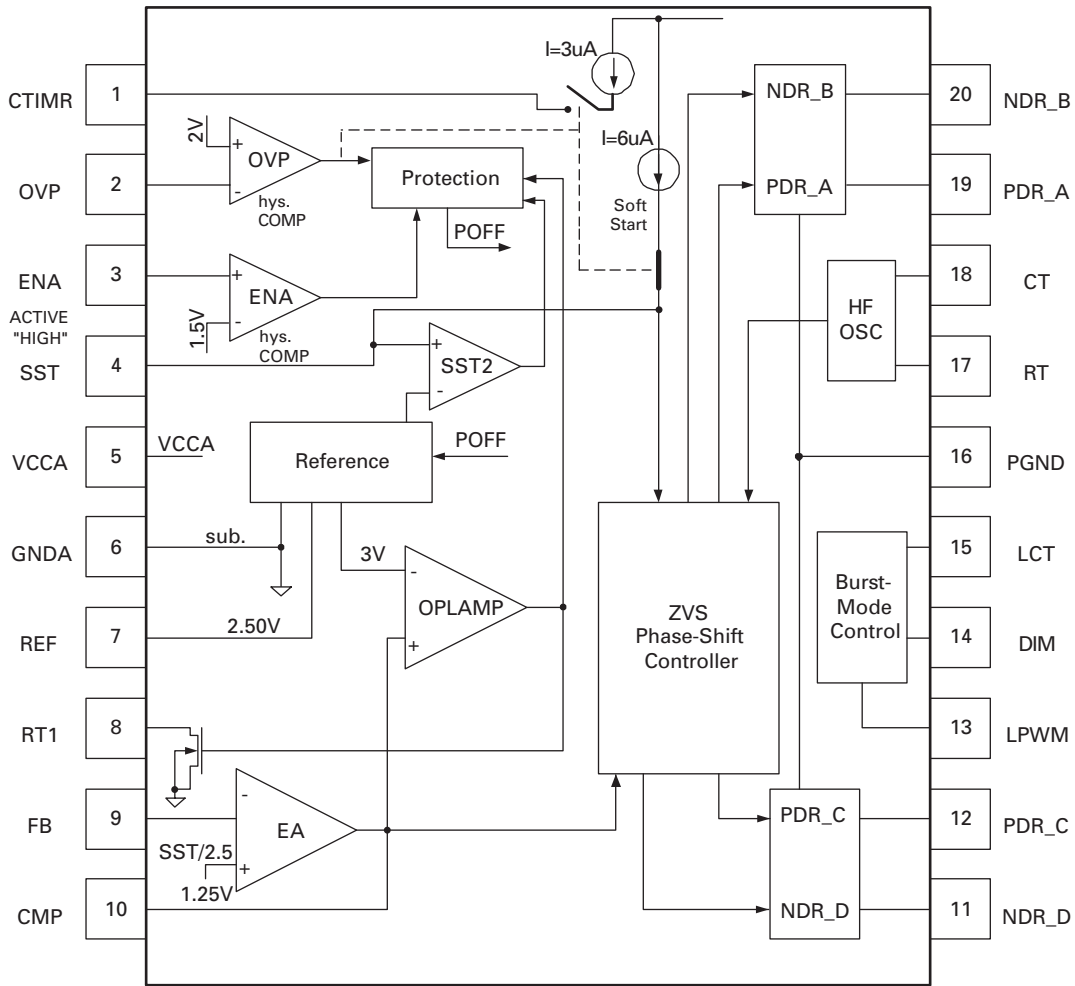 I=3uA
CTIMR
1
2V
+
OVP
-
hys.
COMP
OVP
2
Protection
POFF
I=6uA
Soft
Start
NDR_B
PDR_A
20
NDR_B
19
PDR_A
ENA
3
ACTIVE
"HIGH"
+
ENA
-
1.5V
hys.
COMP
SST
4
+
SST2
-
HF
OSC
18
CT
17
RT
VCCA
5
VCCA
Reference
POFF
16
PGND
GNDA
6
sub.
3V
-
OPLAMP
+
REF
7
2.50V
ZVS
Phase-Shift
Controller
Burst-
Mode
Control
15
LCT
14
DIM
13
LPWM
RT1
8
FB
9
-
EA
SST/2.5
+
1.25V
CMP
10
PDR_C
NDR_D
12
PDR_C
11
NDR_D